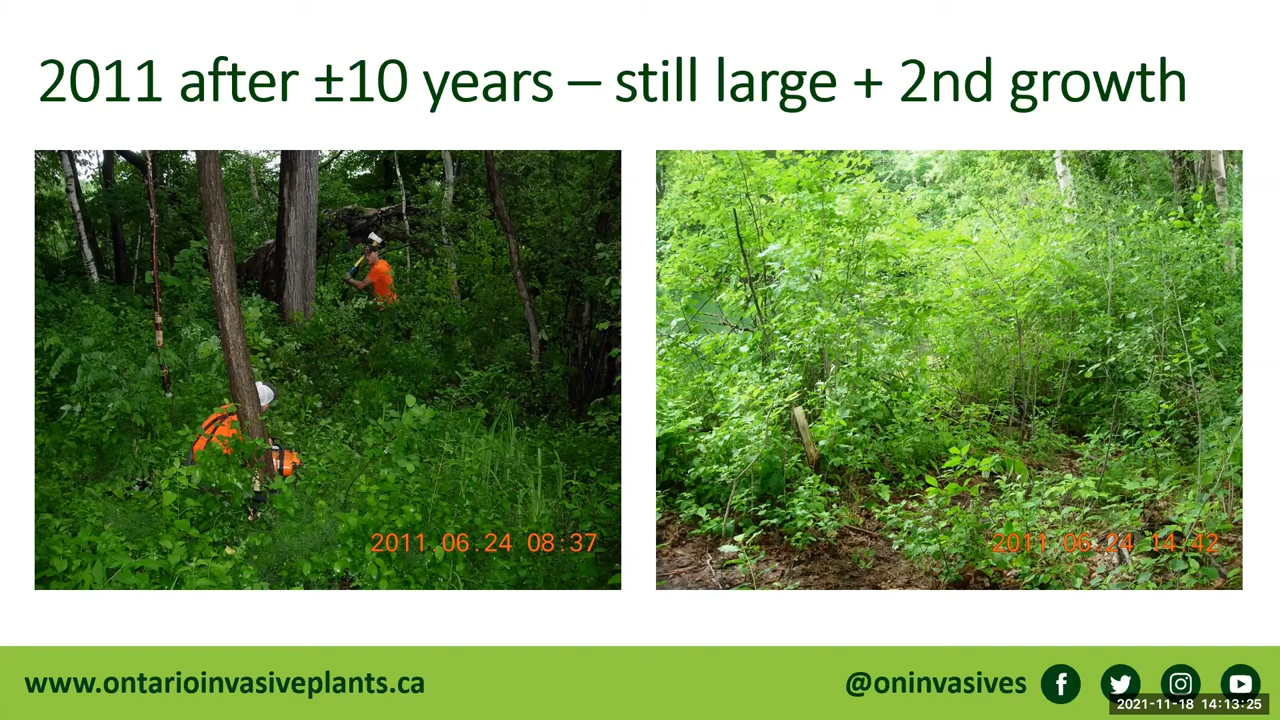 2011 after ±10 years – still large + 2nd growth
2011.06.24 08:37
2011.06.24 14:42
www.ontarioinvasiveplants.ca
@oninvasives
2021-11-18 14:13:25